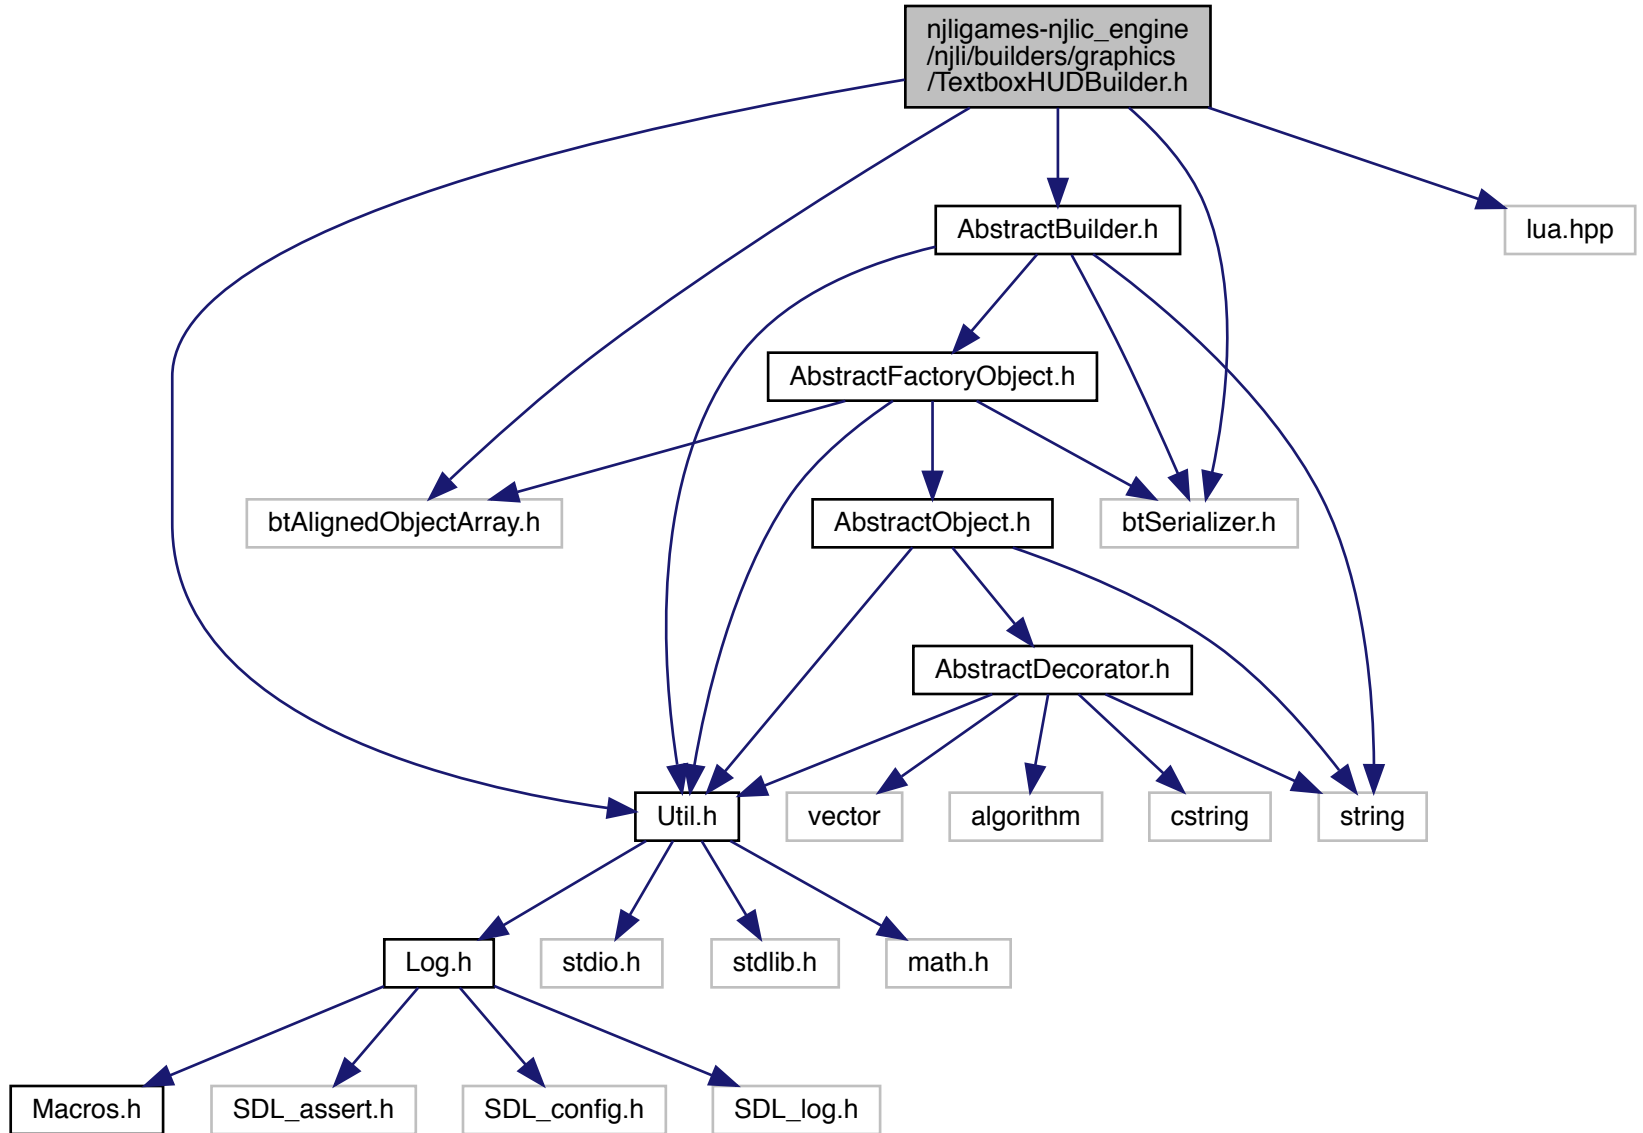 njligames-njlic_engine
/njli/builders/graphics
/TextboxHUDBuilder.h
AbstractBuilder.h
lua.hpp
AbstractFactoryObject.h
btAlignedObjectArray.h
AbstractObject.h
btSerializer.h
AbstractDecorator.h
Util.h
vector
algorithm
cstring
string
Log.h
stdio.h
stdlib.h
math.h
Macros.h
SDL_assert.h
SDL_config.h
SDL_log.h